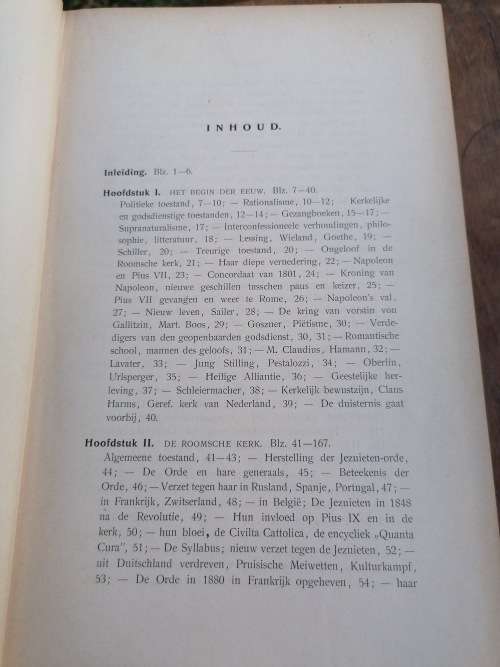 INHOUD.
Inleiding. Blz. 1—6.
Hoofdstuk I. HET BEGIN DER EEUW. Blz. 7—40.
Politieke toestand, 7—10; — Rationalisme, 10—12; — Kerkelijke
en godsdienstige toestanden, 12—14; — Gezangboeken, 15—17; —
Supranaturalisme, 17; — Interconfessioneele verhoudingen, philo-
sophie, litteratuur, 18; — Lessing, Wieland, Goethe, 19; —
Schiller, 20; — Treurige toestand, 20; — Ongeloof in de
Roomsche kerk, 21; — Haar diepe vernedering, 22; — Napoleon
en Pius VII, 23; — Concordaat van 1801, 24; — Kroning van
Napoleon, nieuwe geschillen tusschen paus en keizer, 25; —
Pius VII gevangen en weer te Rome, 26; — Napoleon's val,
27; — Nieuw leven, Sailer, 28; — De kring van vorstin von
Gallitzin, Mart. Boos, 29; — Goszner, Piëtisme, 30; — Verde-
digers van den geopenbaarden godsdienst, 30, 31; — Romantische
school, mannen des geloofs, 31; — M. Claudius, Hamann, 32; —
Lavater, 33; — Jung Stilling, Pestalozzi, 34; — Oberlin,
Urlsperger, 35; — Heilige Alliantie, 36; — Geestelijke her-
leving, 37; — Schleiermacher, 38; — Kerkelijk bewustzijn, Claus
Harms, Geref. kerk van Nederland, 39; — De duisternis gaat
voorbij, 40.
Hoofdstuk II. DE ROOMSCHE KERK. Blz. 41—167.
Algemeene toestand, 41—43; — Herstelling der Jezuieten-orde,
44; — De Orde en hare generaals, 45; — Beteekenis der
Orde, 46; — Verzet tegen haar in Rusland, Spanje, Portugal, 47; —
in Frankrijk, Zwitserland, 48; — in België; De Jezuieten in 1848
na de Revolutie, 49; — Hun invloed op Pius IX en in de
kerk, 50; — hun bloei, de Civilta Cattolica, de encycliek „Quanta
Cura", 51; — De Syllabus; nieuw verzet tegen de Jezuieten, 52; —
uit Duitschland verdreven, Pruisische Meiwetten, Kulturkampf,
53; — De Orde in 1880 in Frankrijk opgeheven, 54; — haar